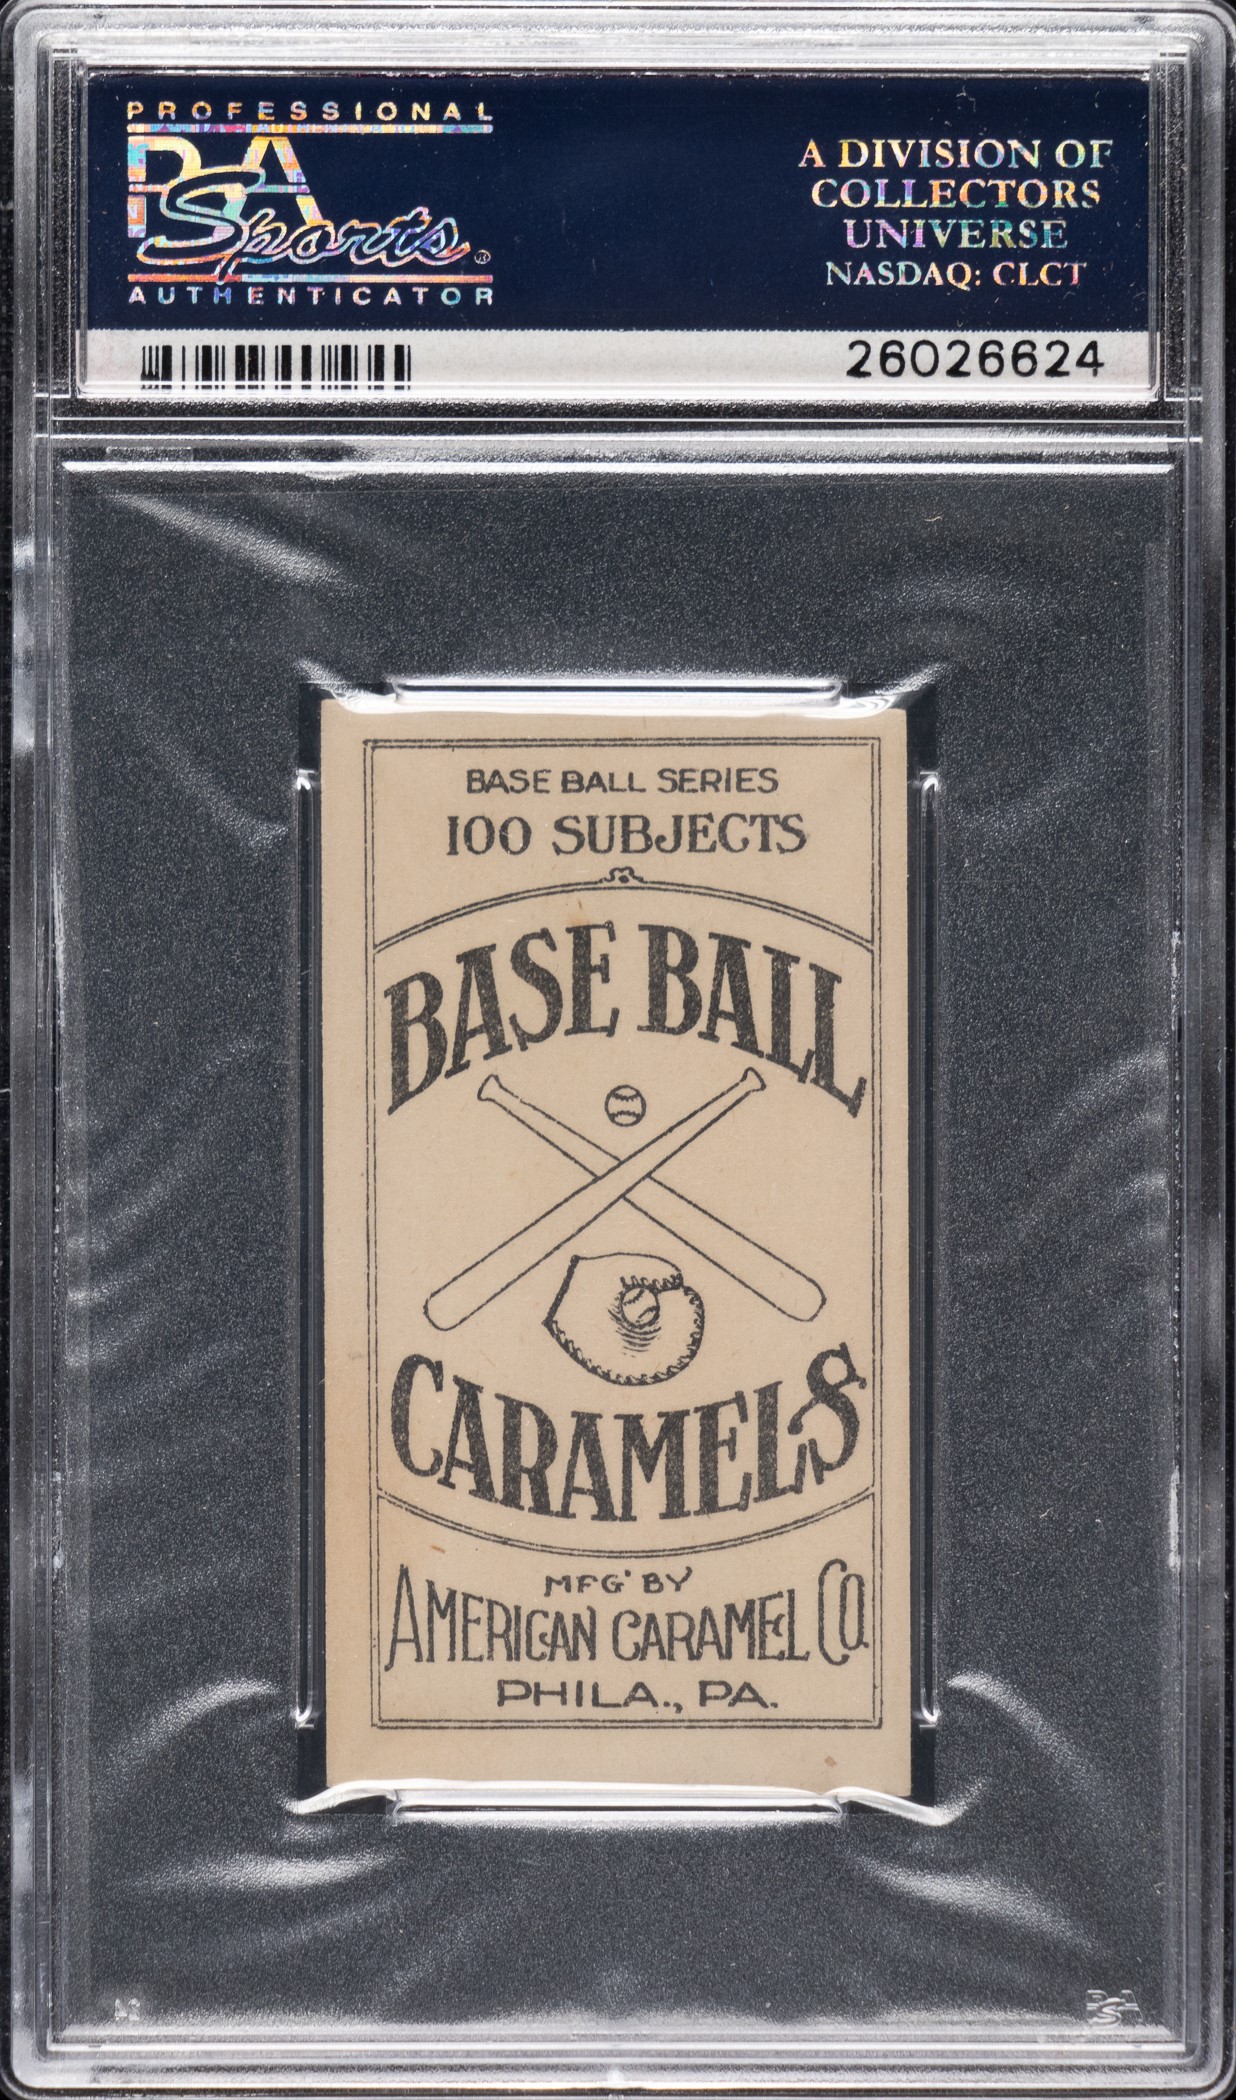 PROFESSIONAL
PSA
Sports
AUTHENTICATOR
A DIVISION OF
COLLECTORS
UNIVERSE
NASDAQ: CLCT
26026624
BASE BALL SERIES
100 SUBJECTS
BASE BALL
CARAMELS
MFG' BY
AMERICAN CARAMEL CO.
PHILA., PA.
PSA